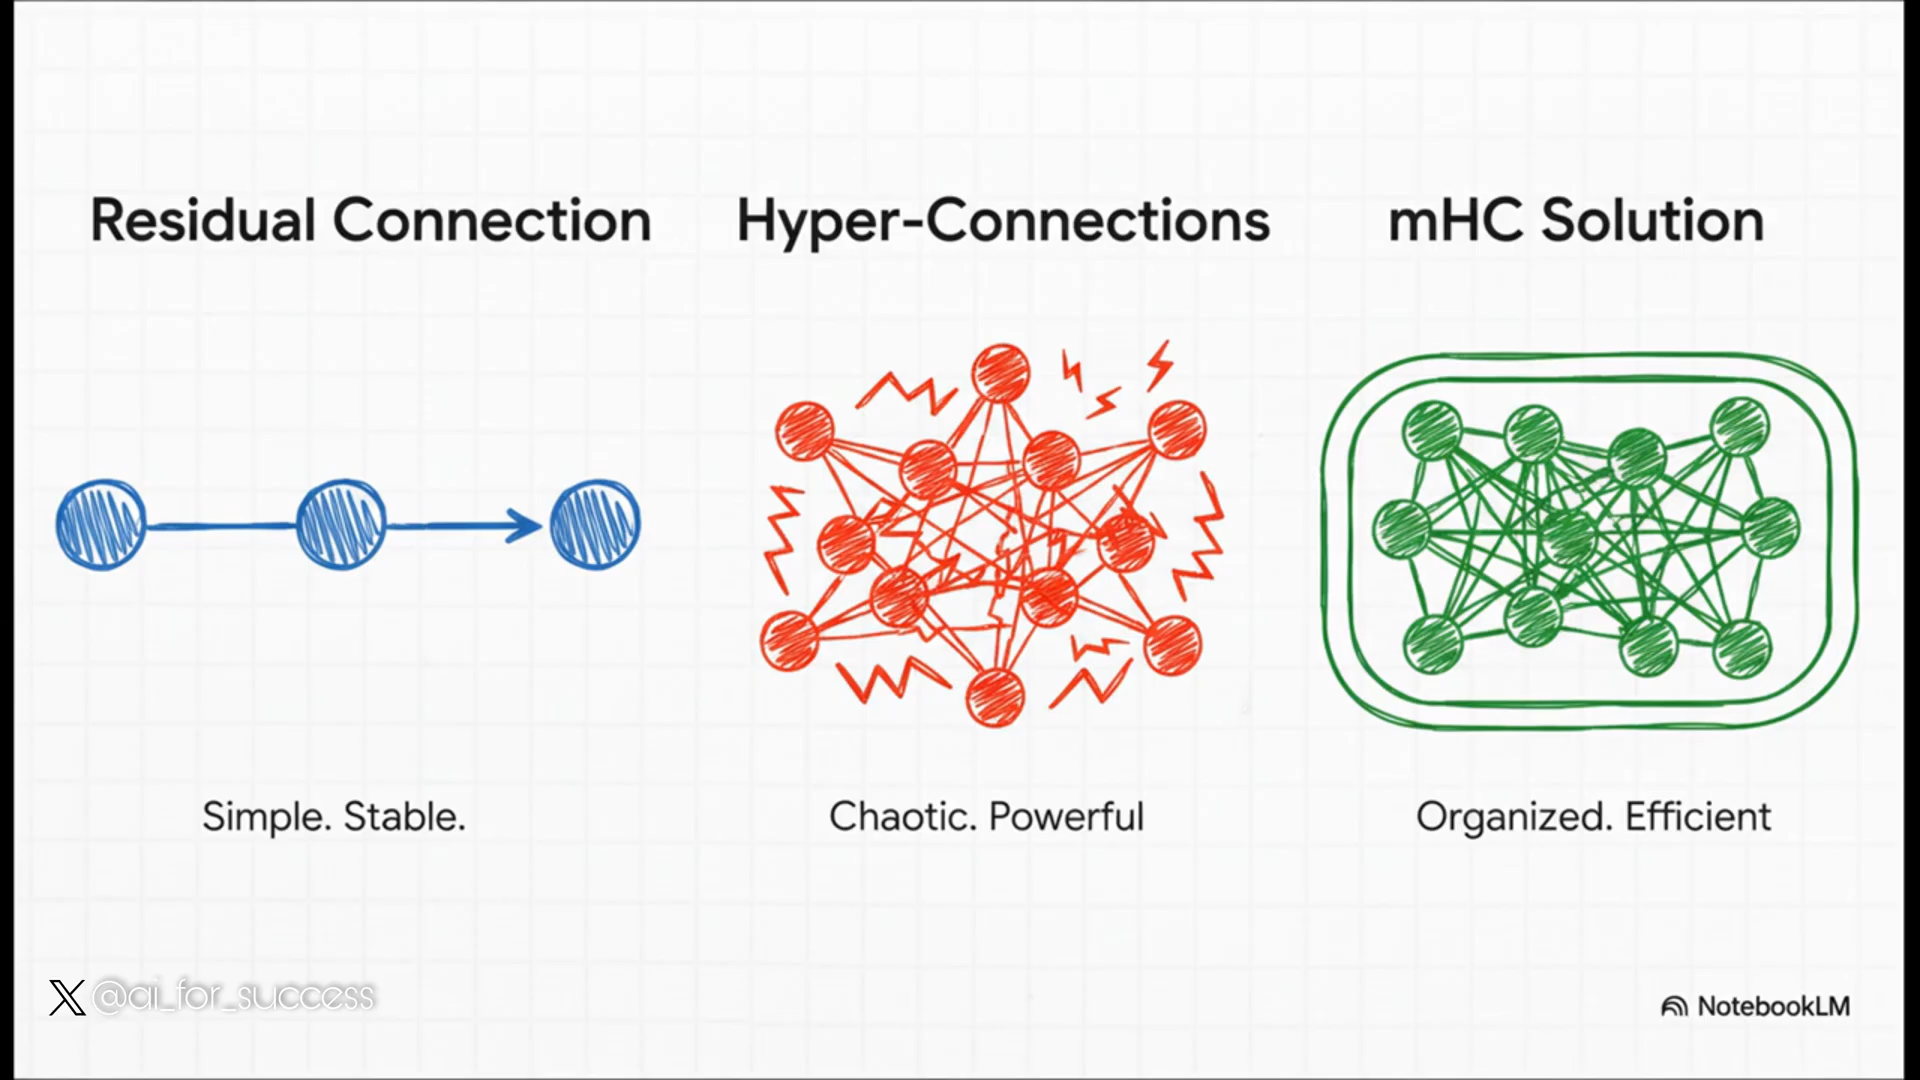 Residual Connection
Hyper-Connections
mHC Solution
Simple. Stable.
Chaotic. Powerful
Organized. Efficient
X @ai_for_success
NotebookLM